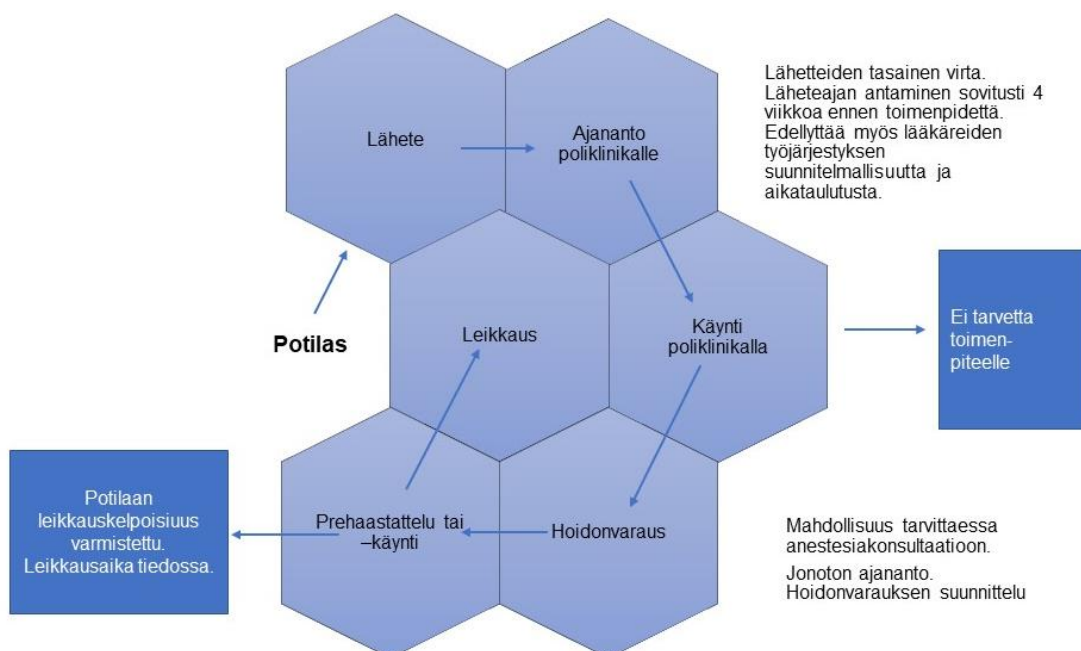 Lähete
Ajananto
poliklinikalle
Lähetteiden tasainen virta.
Läheteajan antaminen sovitusti 4
viikkoa ennen toimenpidettä.
Edellyttää myös lääkäreiden
työjärjestyksen
suunnitelmallisuutta ja
aikataulutusta.
Potilas
Leikkaus
Käynti
poliklinikalla
Ei tarvetta
toimen-
piteelle
Potilaan
leikkauskelpoisiuus
varmistettu.
Leikkausaika tiedossa.
Prehaastattelu tai
–käynti
Hoidonvaraus
Mahdollisuus tarvittaessa
anestesiakonsultaatioon.
Jonoton ajananto.
Hoidonvarauksen suunnittelu